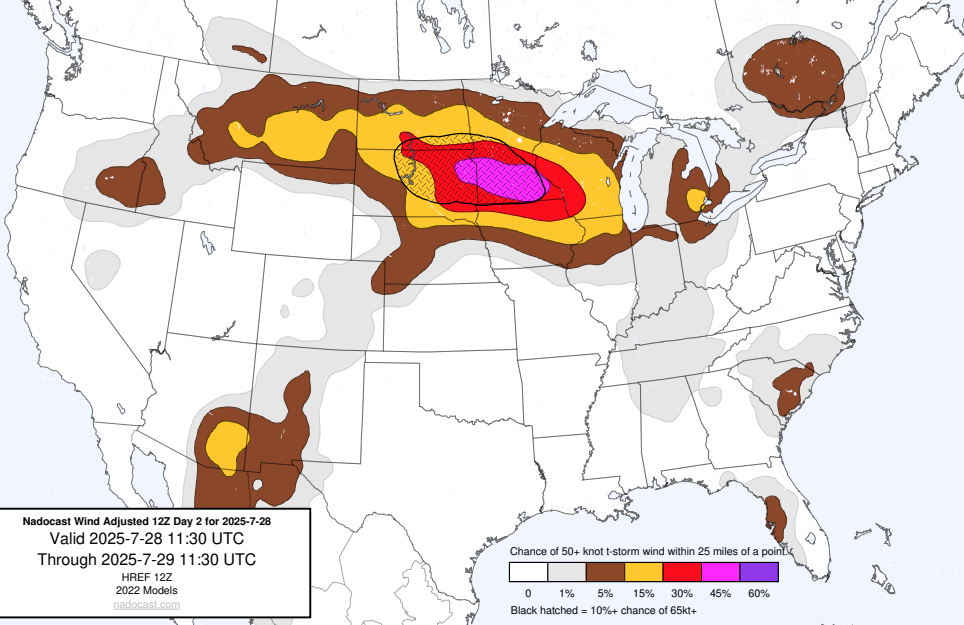 Nadocast Wind Adjusted 12Z Day 2 for 2025-7-28
Valid 2025-7-28 11:30 UTC
Through 2025-7-29 11:30 UTC
HREF 12Z
2022 Models
nadocast.com
Chance of 50+ knot t-storm wind within 25 miles of a point.
0 1% 5% 15% 30% 45% 60%
Black hatched = 10%+ chance of 65kt+